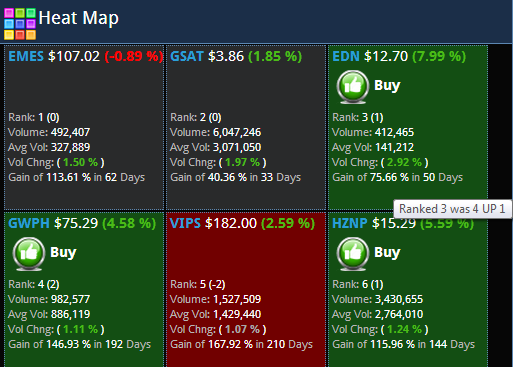 Heat Map
EMES $107.02 (-0.89 %)
Rank: 1 (0)
Volume: 492,407
Avg Vol: 327,889
Vol Chng: ( 1.50 % )
Gain of 113.61 % in 62 Days
GSAT $3.86 (1.85 %)
Rank: 2 (0)
Volume: 6,047,246
Avg Vol: 3,071,050
Vol Chng: ( 1.97 % )
Gain of 40.36 % in 33 Days
EDN $12.70 (7.99 %)
Buy
Rank: 3 (1)
Volume: 412,465
Avg Vol: 141,212
Vol Chng: ( 2.92 % )
Gain of 75.66 % in 50 Days
Ranked 3 was 4 UP 1
GWPH $75.29 (4.58 %)
Buy
Rank: 4 (2)
Volume: 982,577
Avg Vol: 886,119
Vol Chng: ( 1.11 % )
Gain of 146.93 % in 192 Days
VIPS $182.00 (2.59 %)
Rank: 5 (-2)
Volume: 1,527,509
Avg Vol: 1,429,440
Vol Chng: ( 1.07 % )
Gain of 167.92 % in 210 Days
HZNP $15.29 (5.59 %)
Buy
Rank: 6 (1)
Volume: 3,430,655
Avg Vol: 2,764,010
Vol Chng: ( 1.24 % )
Gain of 115.96 % in 144 Days